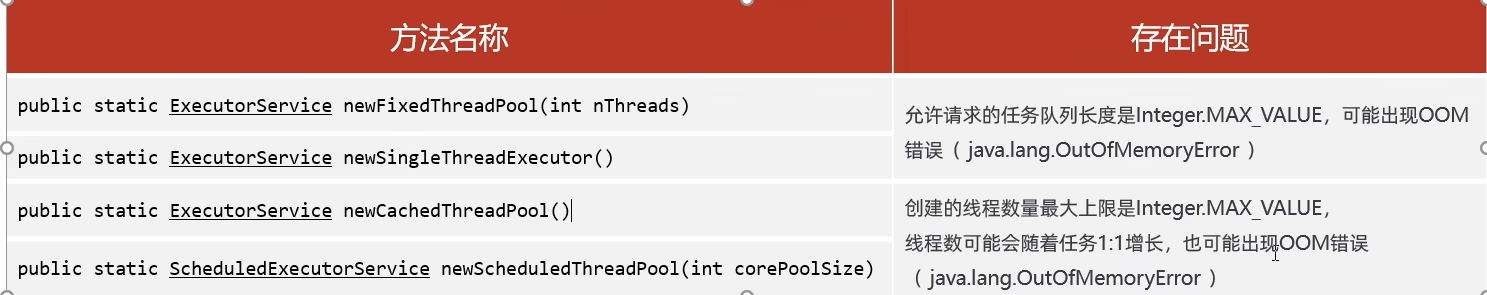 方法名称
存在问题
public static ExecutorService newFixedThreadPool(int nThreads)
public static ExecutorService newSingleThreadExecutor()
允许请求的任务队列长度是Integer.MAX_VALUE，可能出现OOM
错误（ java.lang.OutOfMemoryError ）
public static ExecutorService newCachedThreadPool()
public static ScheduledExecutorService newScheduledThreadPool(int corePoolSize)
创建的线程数量最大上限是Integer.MAX_VALUE，
线程数可能会随着任务1:1增长，也可能出现OOM错误
（ java.lang.OutOfMemoryError ）